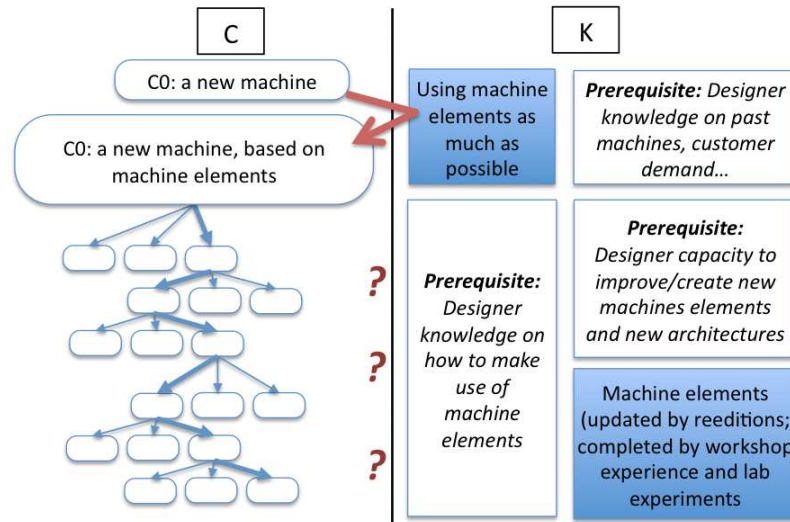 C
K
C0: a new machine
C0: a new machine, based on
machine elements
?
?
?
Using machine
elements as
much as
possible
Prerequisite: Designer
knowledge on past
machines, customer
demand...
Prerequisite:
Designer
knowledge on
how to make
use of
machine
elements
Prerequisite:
Designer capacity to
improve/create new
machines elements
and new architectures
Machine elements
(updated by reeditions;
completed by workshop
experience and lab
experiments